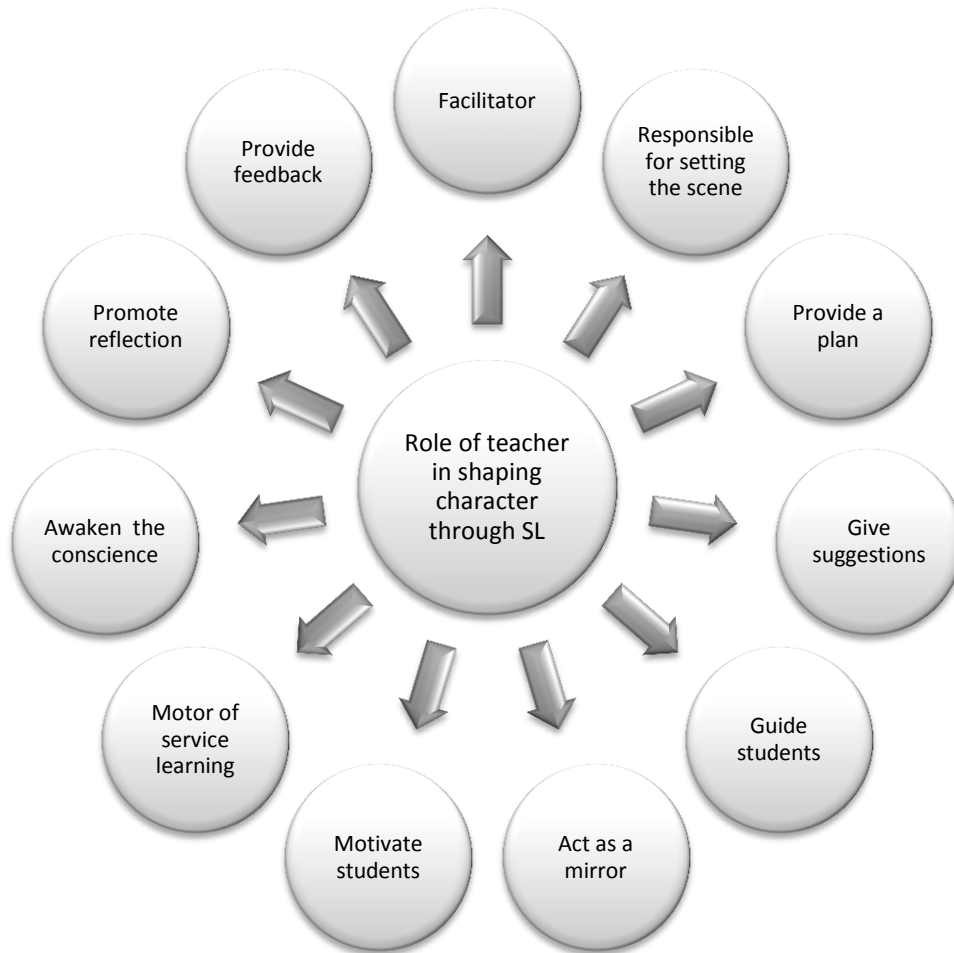 Facilitator
Responsible
for setting
the scene
Provide a
plan
Give
suggestions
Guide
students
Act as a
mirror
Motivate
students
Motor of
service
learning
Awaken the
conscience
Promote
reflection
Provide
feedback
Role of teacher
in shaping
character
through SL